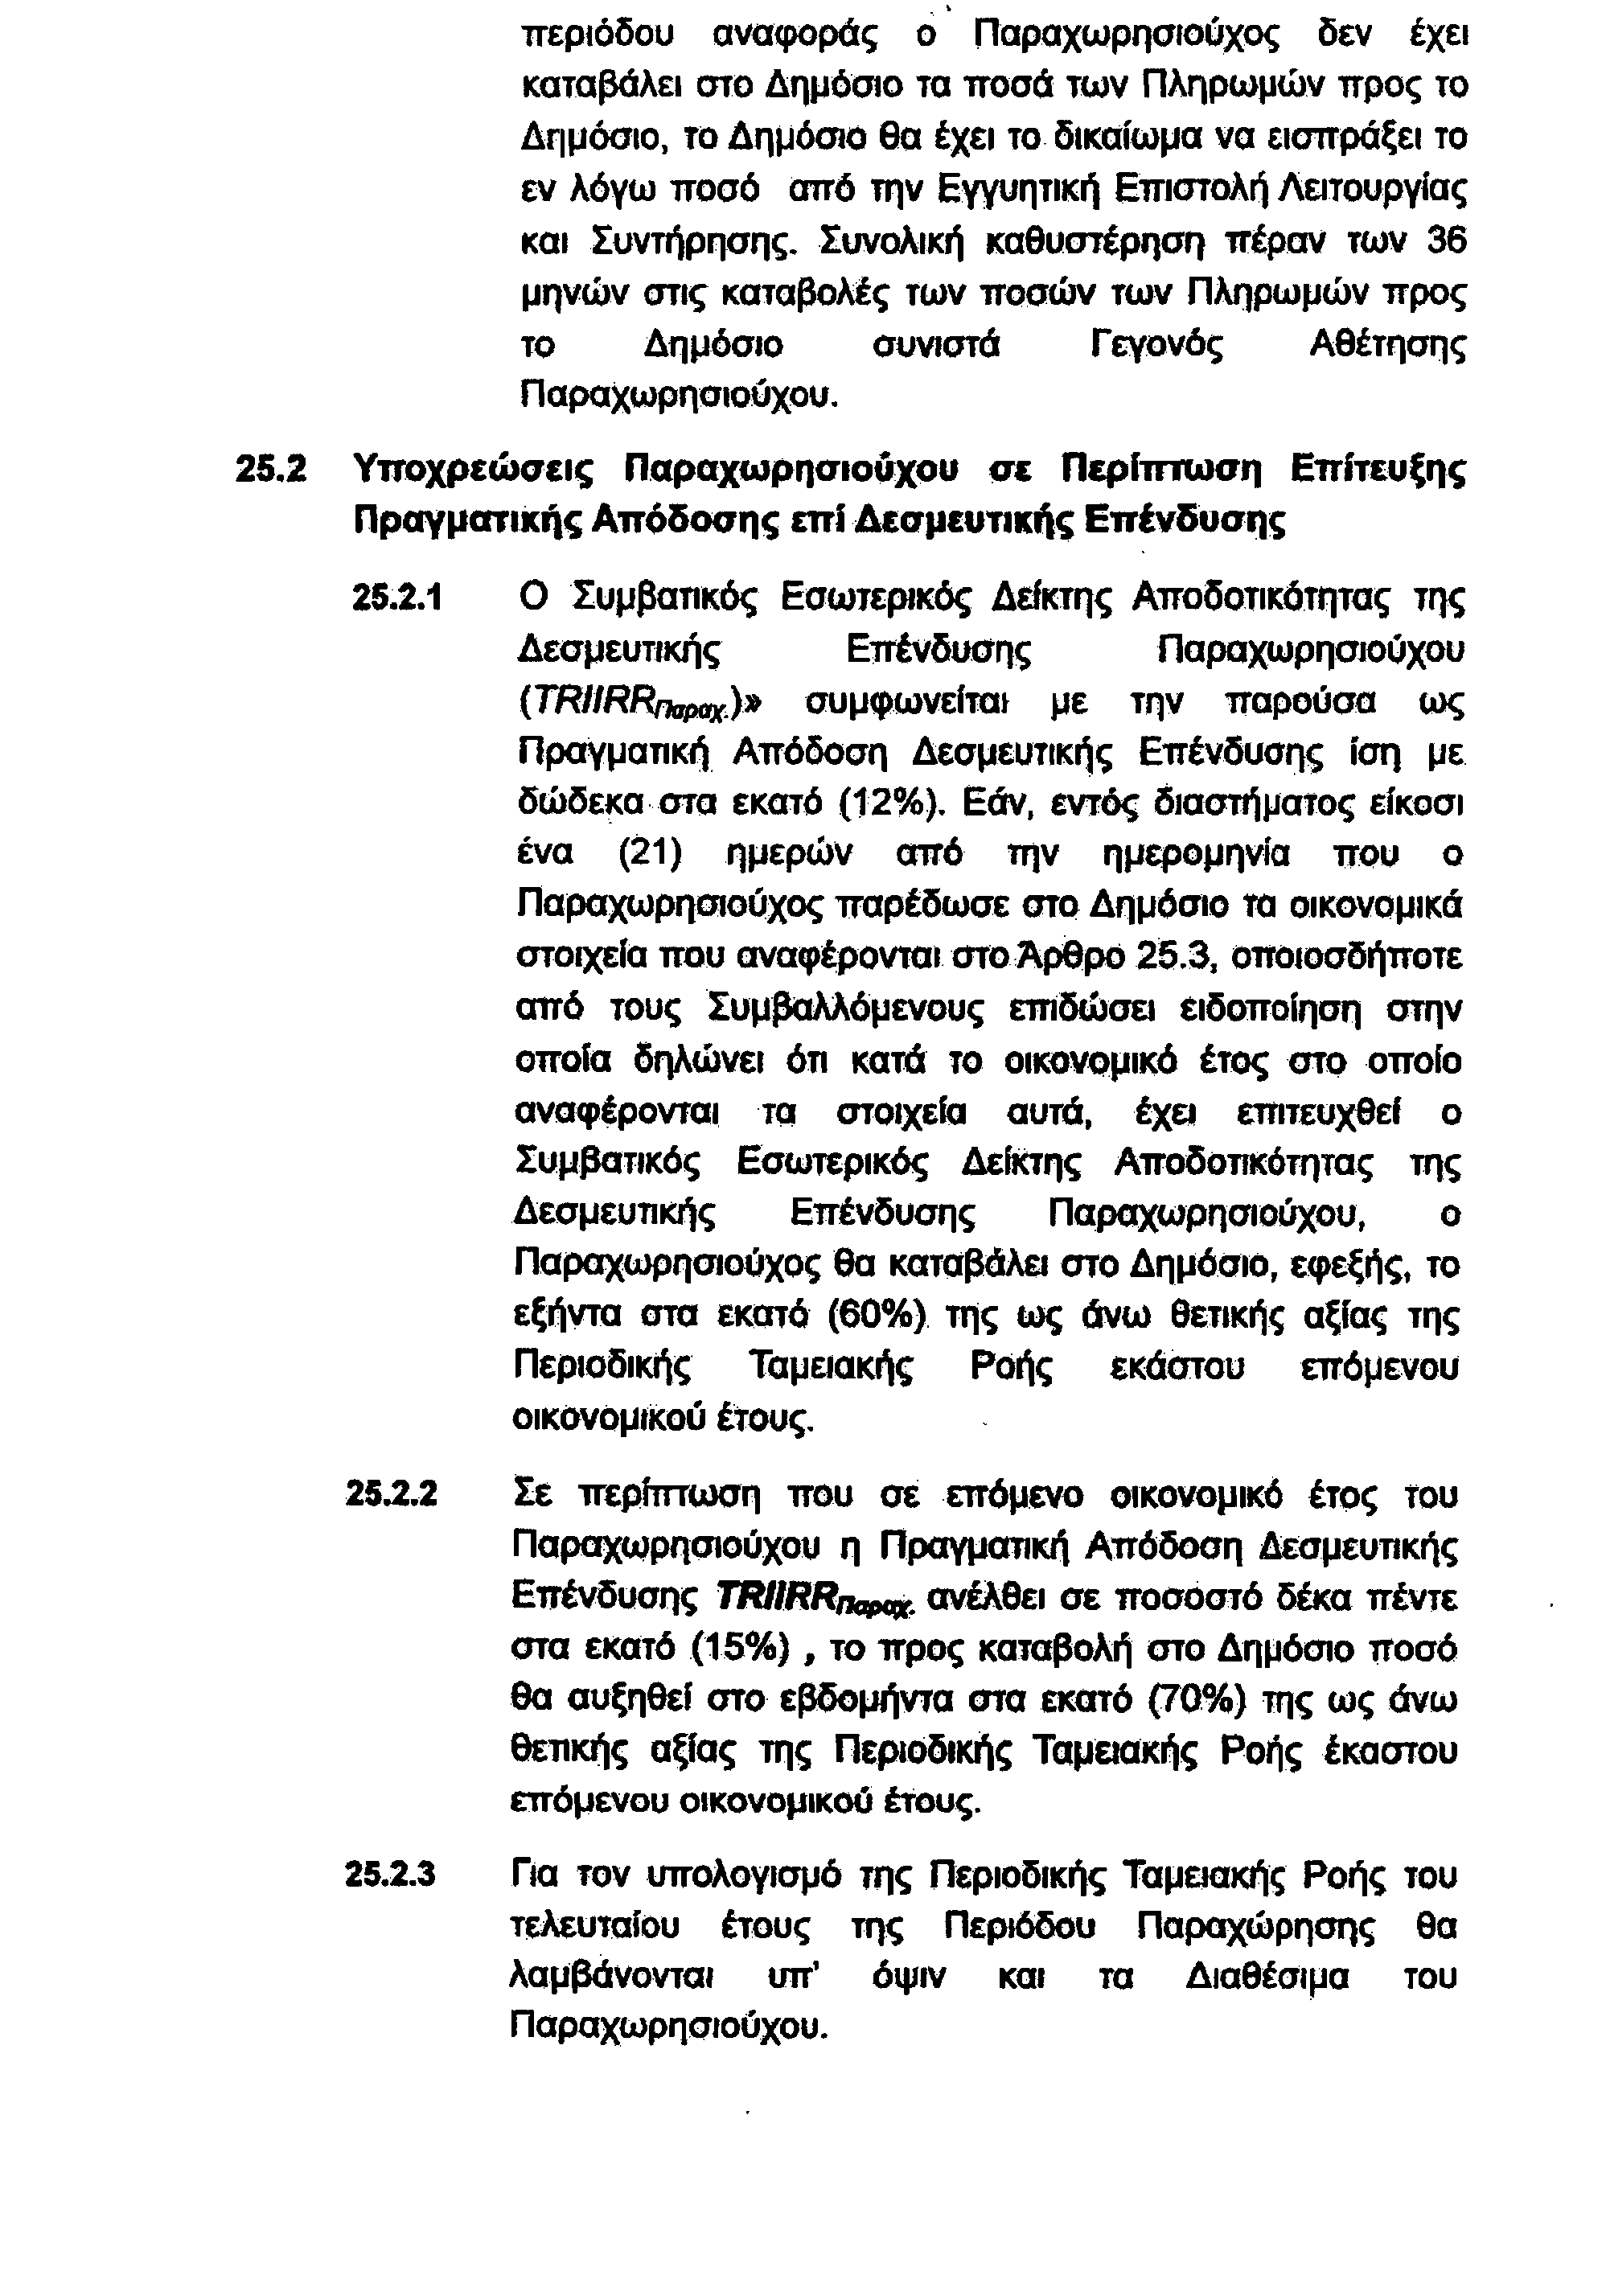 περιόδου αναφοράς ο Παραχωρησιούχος δεν έχει
καταβάλει στο Δημόσιο τα ποσά των Πληρωμών προς το
Δημόσιο, το Δημόσιο θα έχει το δικαίωμα να εισπράξει το
εν λόγω ποσό από την Εγγυητική Επιστολή Λειτουργίας
και Συντήρησης. Συνολική καθυστέρηση πέραν των 36
μηνών στις καταβολές των ποσών των Πληρωμών προς
το Δημόσιο συνιστά Γεγονός Αθέτησης
Παραχωρησιούχου.
25.2 Υποχρεώσεις Παραχωρησιούχου σε Περίπτωση Επίτευξης
Πραγματικής Απόδοσης επί Δεσμευτικής Επένδυσης
25.2.1 Ο Συμβατικός Εσωτερικός Δείκτης Αποδοτικότητας της
Δεσμευτικής Επένδυσης Παραχωρησιούχου
(TRIIRRΠαραχ.)» συμφωνείται με την παρούσα ως
Πραγματική Απόδοση Δεσμευτικής Επένδυσης ίση με
δώδεκα στα εκατό (12%). Εάν, εντός διαστήματος είκοσι
ένα (21) ημερών από την ημερομηνία που ο
Παραχωρησιούχος παρέδωσε στο Δημόσιο τα οικονομικά
στοιχεία που αναφέρονται στο Άρθρο 25.3, οποιοσδήποτε
από τους Συμβαλλόμενους επιδώσει ειδοποίηση στην
οποία δηλώνει ότι κατά το οικονομικό έτος στο οποίο
αναφέρονται τα στοιχεία αυτά, έχει επιτευχθεί ο
Συμβατικός Εσωτερικός Δείκτης Αποδοτικότητας της
Δεσμευτικής Επένδυσης Παραχωρησιούχου, ο
Παραχωρησιούχος θα καταβάλει στο Δημόσιο, εφεξής, το
εξήντα στα εκατό (60%) της ως άνω θετικής αξίας της
Περιοδικής Ταμειακής Ροής εκάστου επόμενου
οικονομικού έτους.
25.2.2 Σε περίπτωση που σε επόμενο οικονομικό έτος του
Παραχωρησιούχου η Πραγματική Απόδοση Δεσμευτικής
Επένδυσης TRIIRRΠαραχ. ανέλθει σε ποσοστό δέκα πέντε
στα εκατό (15%) , το προς καταβολή στο Δημόσιο ποσό
θα αυξηθεί στο εβδομήντα στα εκατό (70%) της ως άνω
θετικής αξίας της Περιοδικής Ταμειακής Ροής έκαστου
επόμενου οικονομικού έτους.
25.2.3 Για τον υπολογισμό της Περιοδικής Ταμειακής Ροής του
τελευταίου έτους της Περιόδου Παραχώρησης θα
λαμβάνονται υπ' όψιν και τα Διαθέσιμα του
Παραχωρησιούχου.